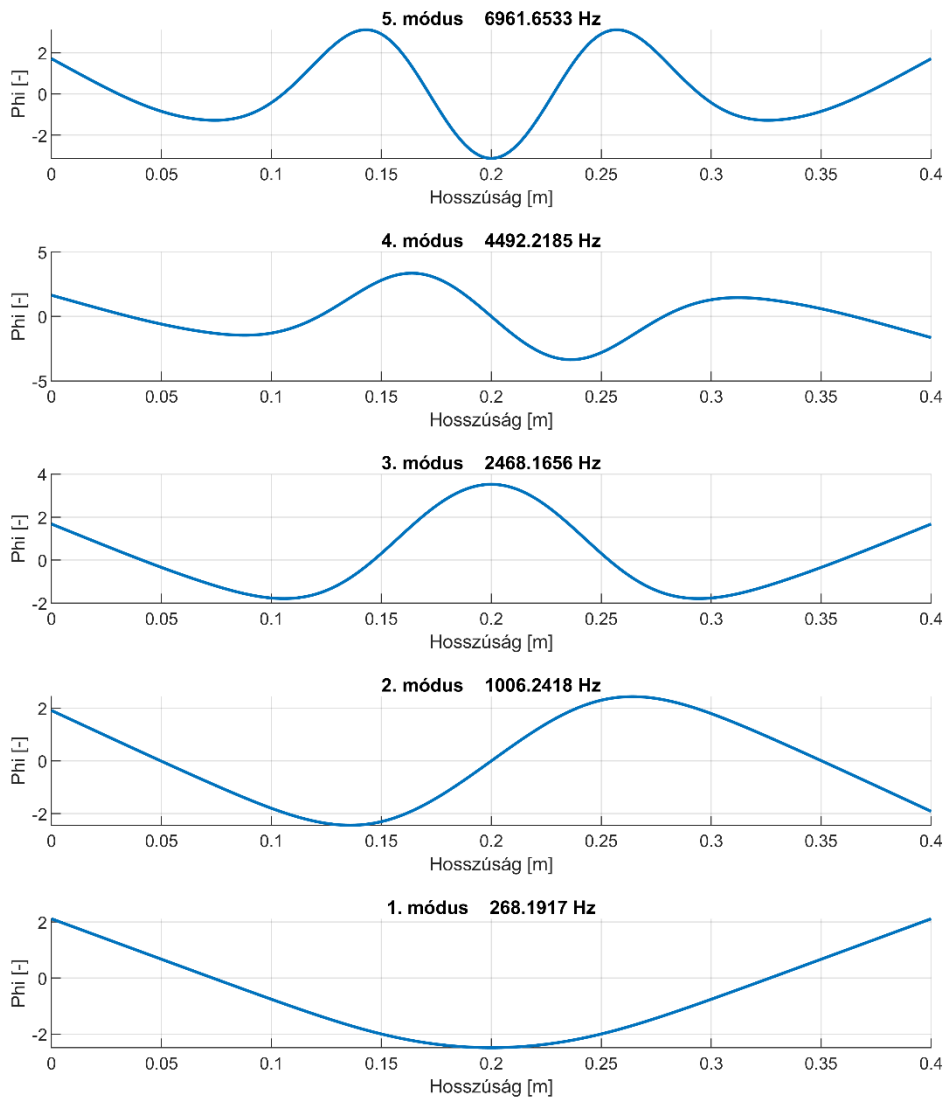 5. módus 6961.6533 Hz
Phi [-]
2
0
-2
0 0.05 0.1 0.15 0.2 0.25 0.3 0.35 0.4
Hosszúság [m]
4. módus 4492.2185 Hz
Phi [-]
5
0
-5
0 0.05 0.1 0.15 0.2 0.25 0.3 0.35 0.4
Hosszúság [m]
3. módus 2468.1656 Hz
Phi [-]
4
2
0
-2
0 0.05 0.1 0.15 0.2 0.25 0.3 0.35 0.4
Hosszúság [m]
2. módus 1006.2418 Hz
Phi [-]
2
0
-2
0 0.05 0.1 0.15 0.2 0.25 0.3 0.35 0.4
Hosszúság [m]
1. módus 268.1917 Hz
Phi [-]
2
0
-2
0 0.05 0.1 0.15 0.2 0.25 0.3 0.35 0.4
Hosszúság [m]